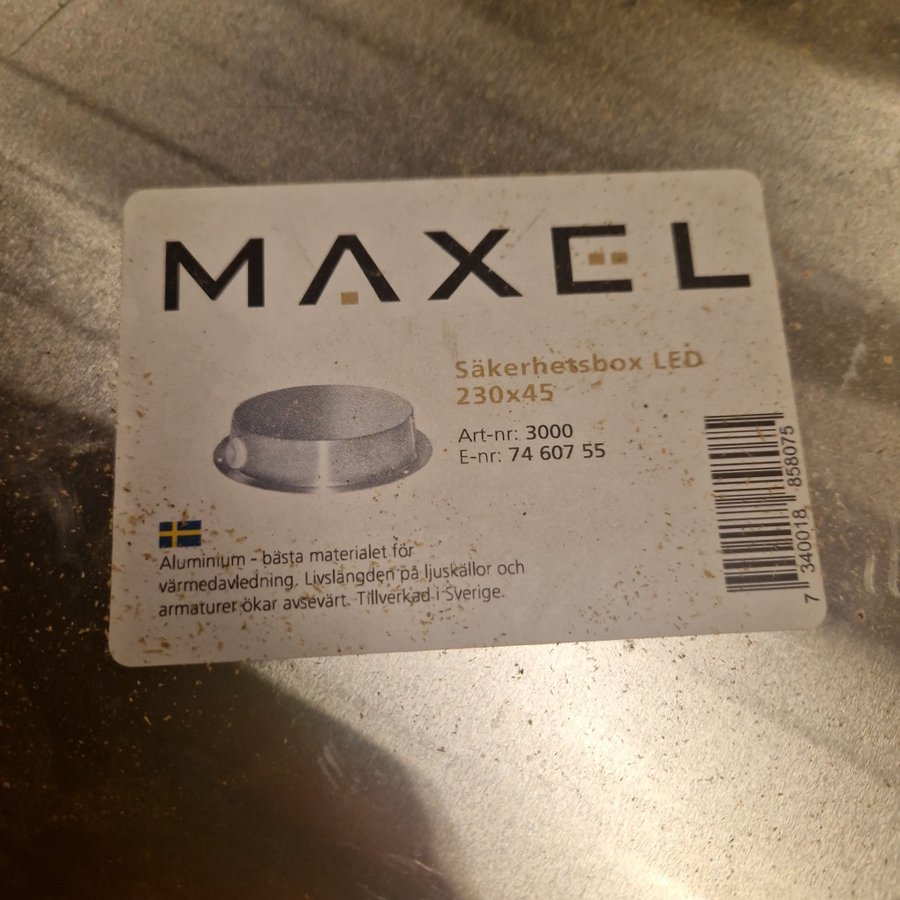 MAXEL
Säkerhetsbox LED
230x45
Art-nr: 3000
E-nr: 74 607 55
Aluminium - bästa materialet för
värmedavledning. Livslängden på ljuskällor och
armaturer ökar avsevärt. Tillverkad i Sverige.
7 340018 858075